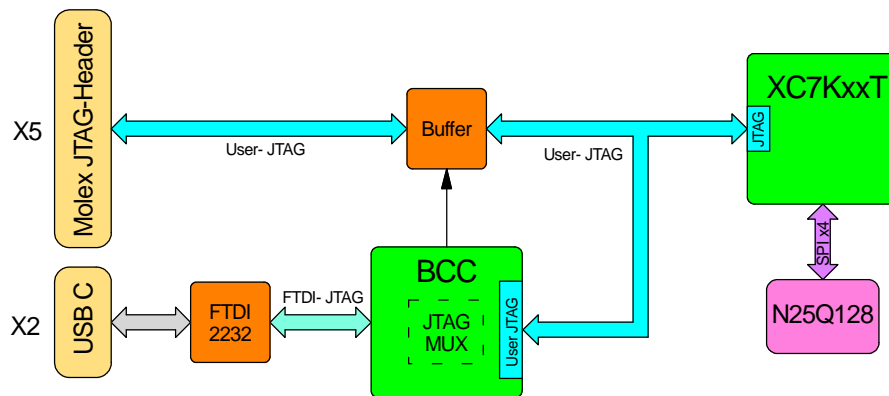 X5
Molex JTAG-Header
User- JTAG
Buffer
User- JTAG
XC7KxxT
JTAG
SPI x4
N25Q128
X2
USB C
FTDI
2232
FTDI- JTAG
BCC
JTAG
MUX
User JTAG